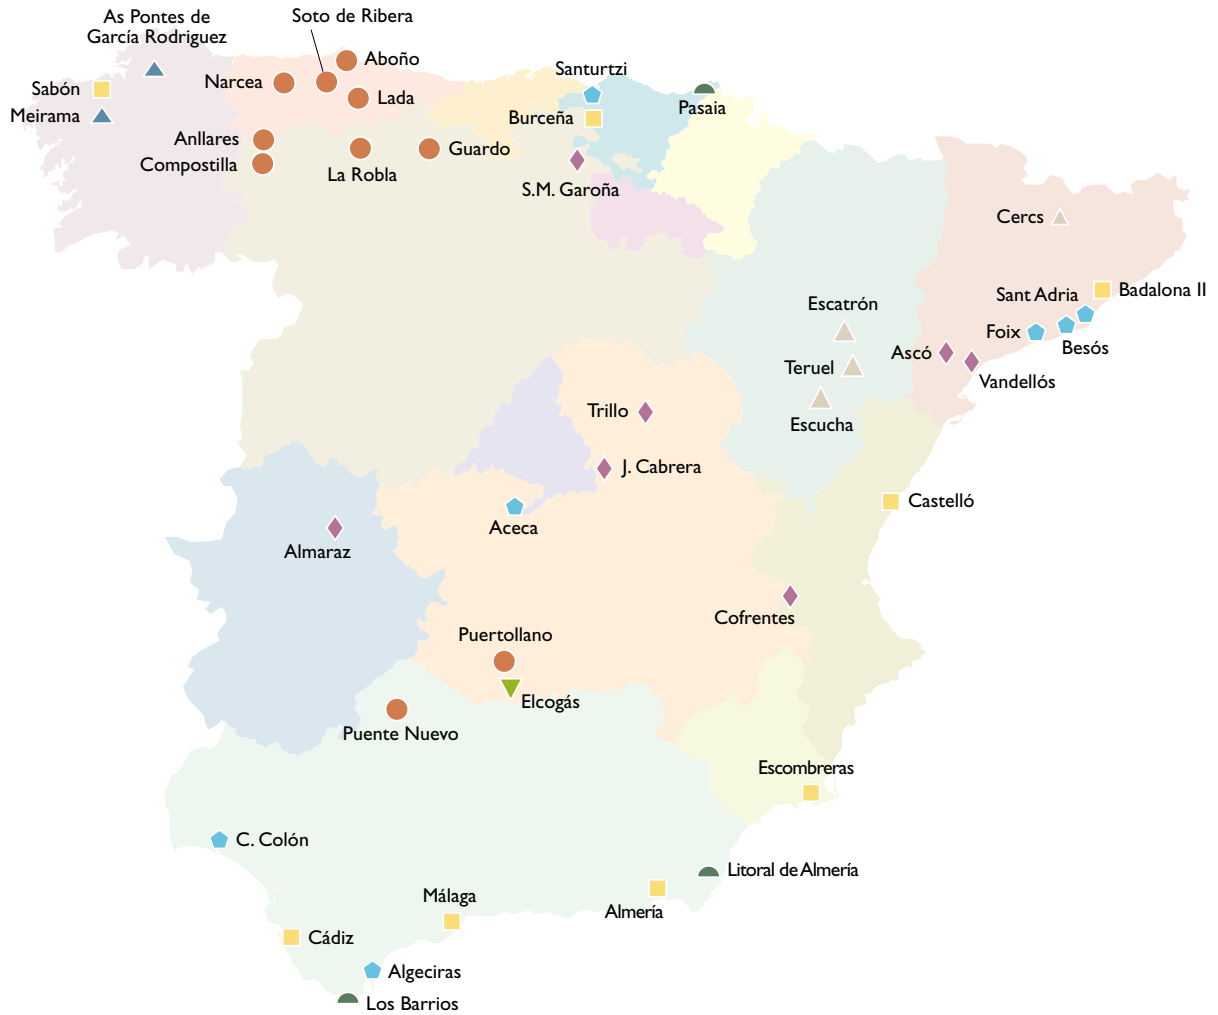 As Pontes de
García Rodriguez
Soto de Ribera
Aboño
Narcea
Lada
Sabón
Meirama
Santurtzi
Pasaia
Burceña
Anllares
Compostilla
La Robla
Guardo
S.M. Garoña
Cercs
Sant Adria
Badalona II
Escatrón
Foix
Besós
Ascó
Teruel
Vandellós
Trillo
Escucha
J. Cabrera
Castelló
Aceca
Almaraz
Cofrentes
Puertollano
Elcogás
Puente Nuevo
Escombreras
C. Colón
Litoral de Almería
Málaga
Almería
Cádiz
Algeciras
Los Barrios